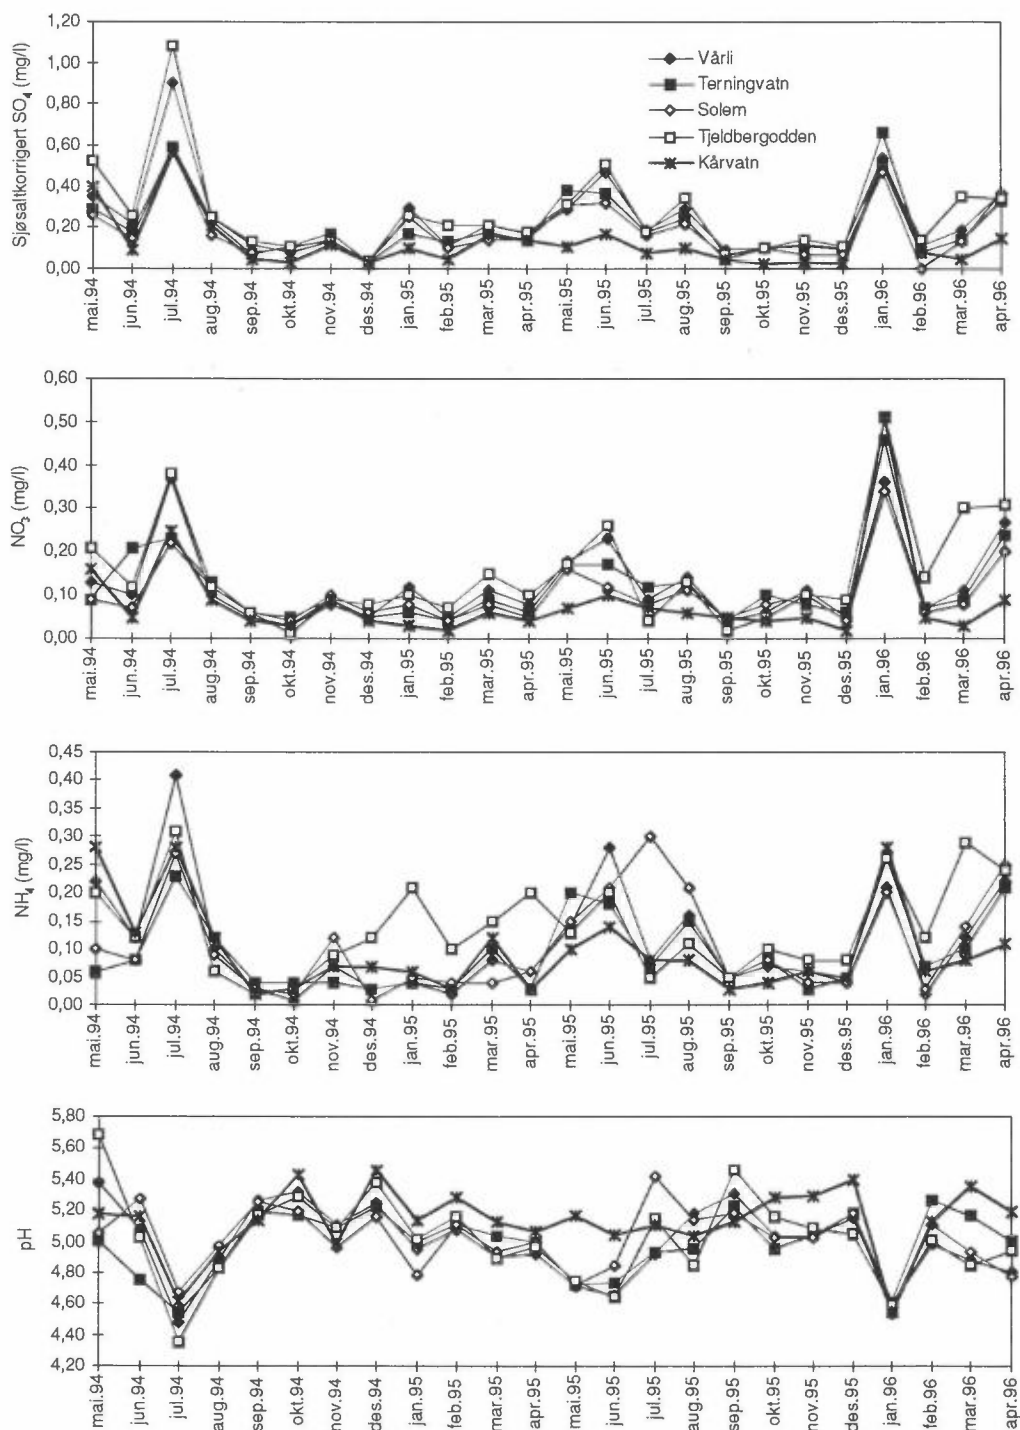 Sjøsaltkorrigert SO₄ (mg/l)
1,20
1,00
0,80
0,60
0,40
0,20
0,00
Vårli
Terningvatn
Solem
Tjeldbergodden
Kårvatn
mai.94
jun.94
jul.94
aug.94
sep.94
okt.94
nov.94
des.94
jan.95
feb.95
mar.95
apr.95
mai.95
jun.95
jul.95
aug.95
sep.95
okt.95
nov.95
des.95
jan.96
feb.96
mar.96
apr.96
NO₃ (mg/l)
0,60
0,50
0,40
0,30
0,20
0,10
0,00
mai.94
jun.94
jul.94
aug.94
sep.94
okt.94
nov.94
des.94
jan.95
feb.95
mar.95
apr.95
mai.95
jun.95
jul.95
aug.95
sep.95
okt.95
nov.95
des.95
jan.96
feb.96
mar.96
apr.96
NH₄ (mg/l)
0,45
0,40
0,35
0,30
0,25
0,20
0,15
0,10
0,05
0,00
mai.94
jun.94
jul.94
aug.94
sep.94
okt.94
nov.94
des.94
jan.95
feb.95
mar.95
apr.95
mai.95
jun.95
jul.95
aug.95
sep.95
okt.95
nov.95
des.95
jan.96
feb.96
mar.96
apr.96
pH
5,80
5,60
5,40
5,20
5,00
4,80
4,60
4,40
4,20
mai.94
jun.94
jul.94
aug.94
sep.94
okt.94
nov.94
des.94
jan.95
feb.95
mar.95
apr.95
mai.95
jun.95
jul.95
aug.95
sep.95
okt.95
nov.95
des.95
jan.96
feb.96
mar.96
apr.96